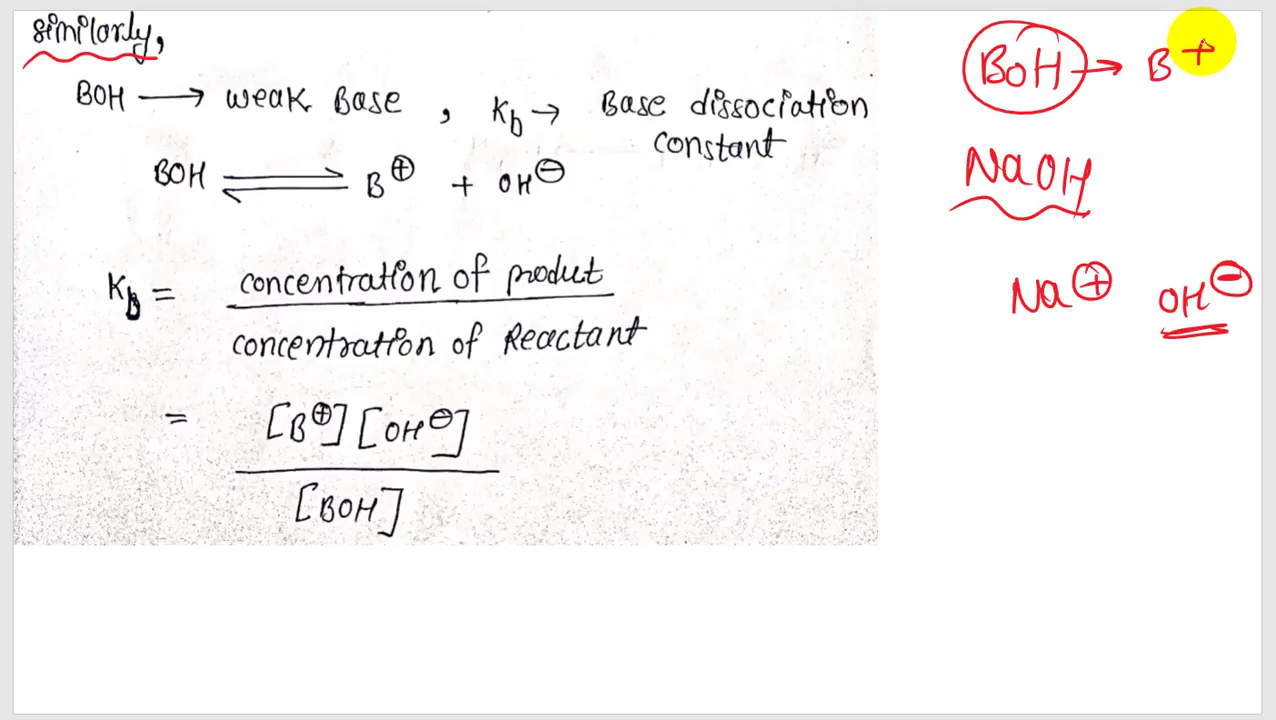 similarly,
BOH → weak Base , Kb → Base dissociation
constant
BOH ⇌ B⊕ + OH⊖
Kb = concentration of product
concentration of Reactant
= [B⊕][OH⊖]
[BOH]
BOH → B+
NaOH
Na⊕ OH⊖